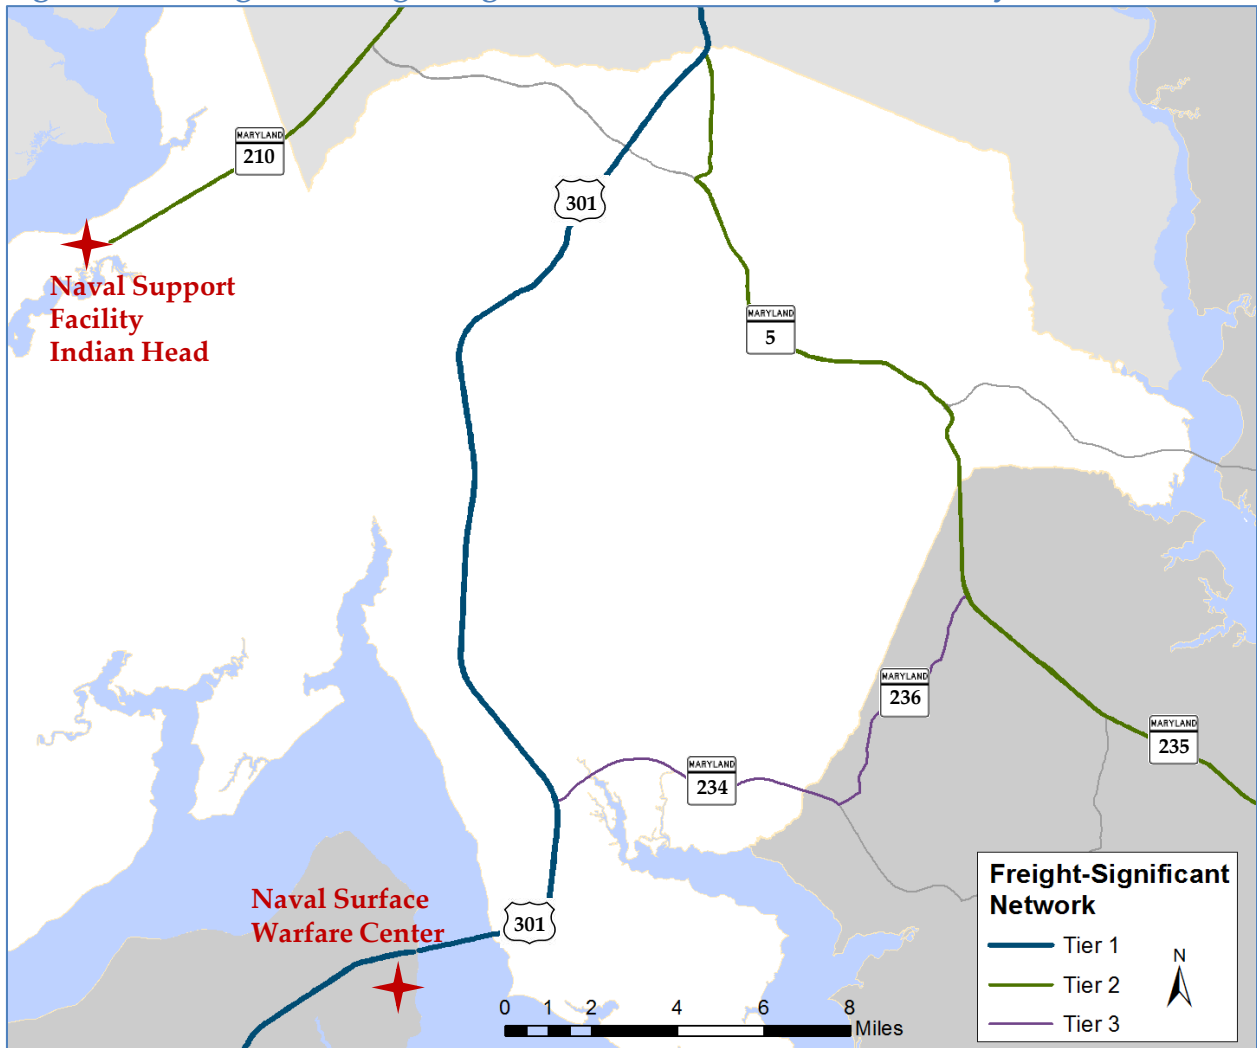 MARYLAND
210
301
Naval Support
Facility
Indian Head
MARYLAND
5
MARYLAND
236
MARYLAND
235
MARYLAND
234
Naval Surface
Warfare Center
301
Freight-Significant
Network
Tier 1
Tier 2
Tier 3
N
0 1 2 4 6 8
Miles